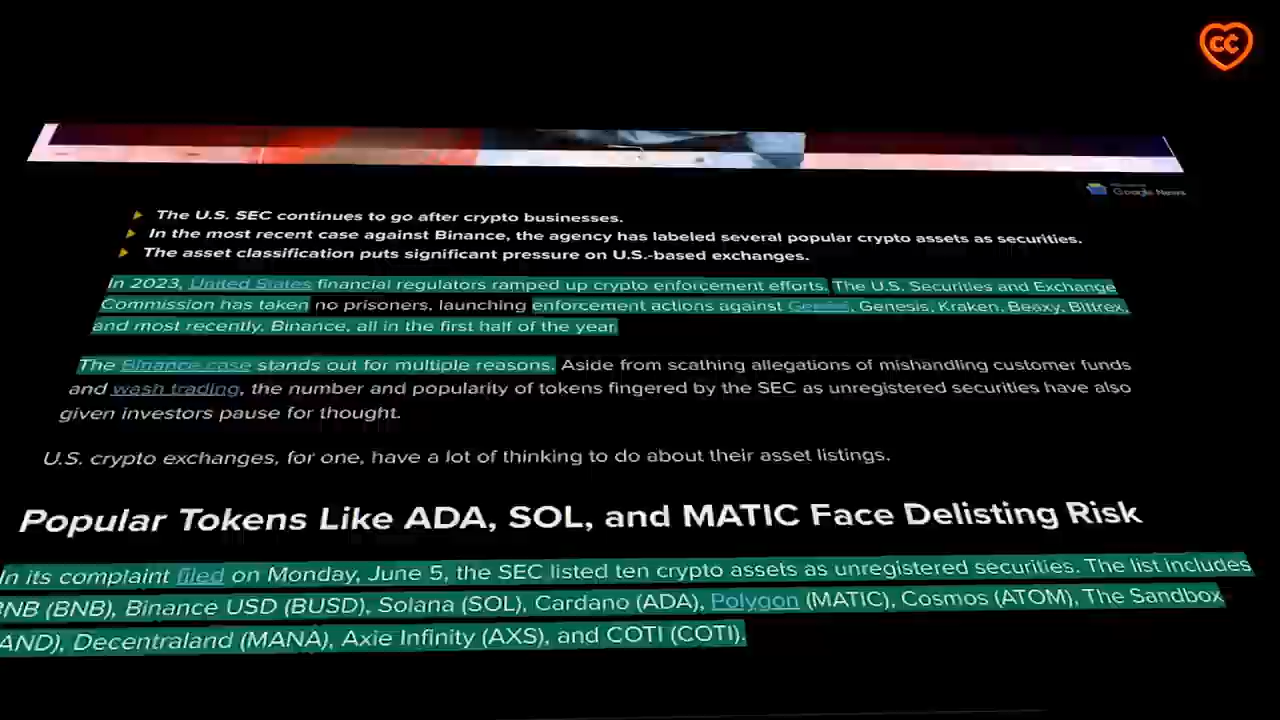 CC
Google News
The U.S. SEC continues to go after crypto businesses.
In the most recent case against Binance, the agency has labeled several popular crypto assets as securities.
The asset classification puts significant pressure on U.S.-based exchanges.
In 2023, United States financial regulators ramped up crypto enforcement efforts. The U.S. Securities and Exchange
Commission has taken no prisoners, launching enforcement actions against Gemini, Genesis, Kraken, Beaxy, Bittrex,
and most recently, Binance, all in the first half of the year.
The Binance case stands out for multiple reasons. Aside from scathing allegations of mishandling customer funds
and wash trading, the number and popularity of tokens fingered by the SEC as unregistered securities have also
given investors pause for thought.
U.S. crypto exchanges, for one, have a lot of thinking to do about their asset listings.
Popular Tokens Like ADA, SOL, and MATIC Face Delisting Risk
In its complaint filed on Monday, June 5, the SEC listed ten crypto assets as unregistered securities. The list includes
BNB (BNB), Binance USD (BUSD), Solana (SOL), Cardano (ADA), Polygon (MATIC), Cosmos (ATOM), The Sandbox
AND), Decentraland (MANA), Axie Infinity (AXS), and COTI (COTI).